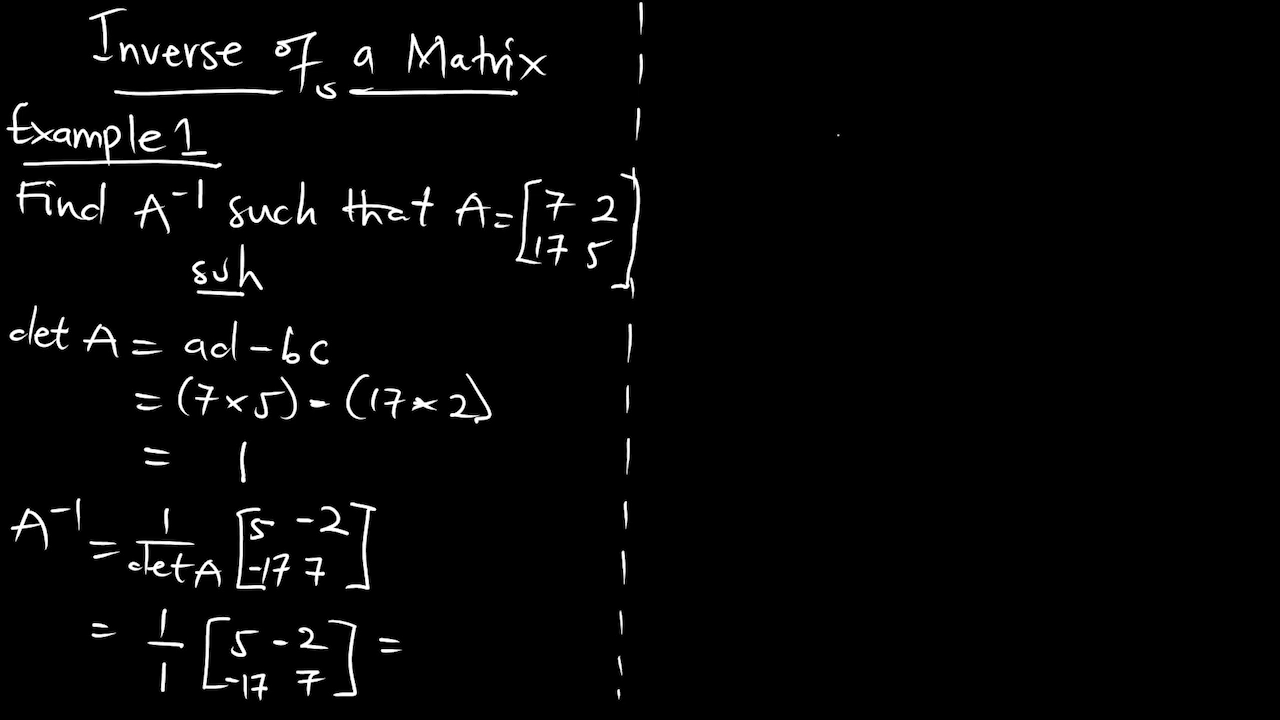 Inverse of a Matrix
Example 1
Find A⁻¹ such that A = [7 2
17 5]
soln
det A = ad - bc
= (7 × 5) - (17 × 2)
= 1
A⁻¹ = 1/det A [5 -2
-17 7]
= 1/1 [5 -2
-17 7] =